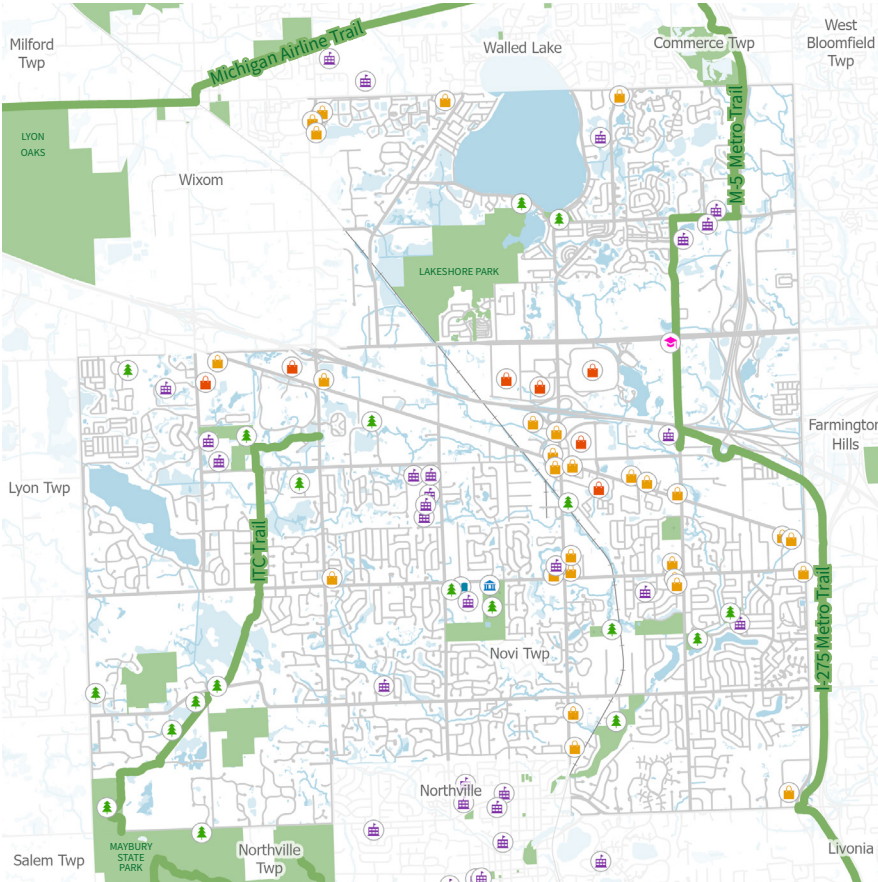 Milford
Twp
Michigan Airline Trail
Walled Lake
Commerce Twp
West
Bloomfield
Twp
LYON
OAKS
Wixom
M-5 Metro Trail
LAKESHORE PARK
Farmington
Hills
Lyon Twp
ITC Trail
I-275 Metro Trail
Novi Twp
Northville
MAYBURY
STATE
PARK
Salem Twp
Northville
Twp
Livonia